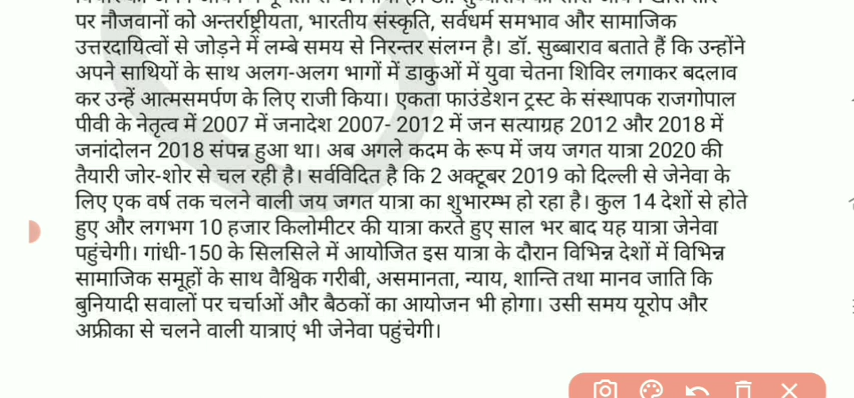 पर नौजवानों को अन्तर्राष्ट्रीयता, भारतीय संस्कृति, सर्वधर्म समभाव और सामाजिक
उत्तरदायित्वों से जोड़ने में लम्बे समय से निरन्तर संलग्न है। डॉ. सुब्बाराव बताते हैं कि उन्होंने
अपने साथियों के साथ अलग-अलग भागों में डाकुओं में युवा चेतना शिविर लगाकर बदलाव
कर उन्हें आत्मसमर्पण के लिए राजी किया। एकता फाउंडेशन ट्रस्ट के संस्थापक राजगोपाल
पीवी के नेतृत्व में 2007 में जनादेश 2007- 2012 में जन सत्याग्रह 2012 और 2018 में
जनांदोलन 2018 संपन्न हुआ था। अब अगले कदम के रूप में जय जगत यात्रा 2020 की
तैयारी जोर-शोर से चल रही है। सर्वविदित है कि 2 अक्टूबर 2019 को दिल्ली से जेनेवा के
लिए एक वर्ष तक चलने वाली जय जगत यात्रा का शुभारम्भ हो रहा है। कुल 14 देशों से होते
हुए और लगभग 10 हजार किलोमीटर की यात्रा करते हुए साल भर बाद यह यात्रा जेनेवा
पहुंचेगी। गांधी-150 के सिलसिले में आयोजित इस यात्रा के दौरान विभिन्न देशों में विभिन्न
सामाजिक समूहों के साथ वैश्विक गरीबी, असमानता, न्याय, शान्ति तथा मानव जाति कि
बुनियादी सवालों पर चर्चाओं और बैठकों का आयोजन भी होगा। उसी समय यूरोप और
अफ्रीका से चलने वाली यात्राएं भी जेनेवा पहुंचेगी।